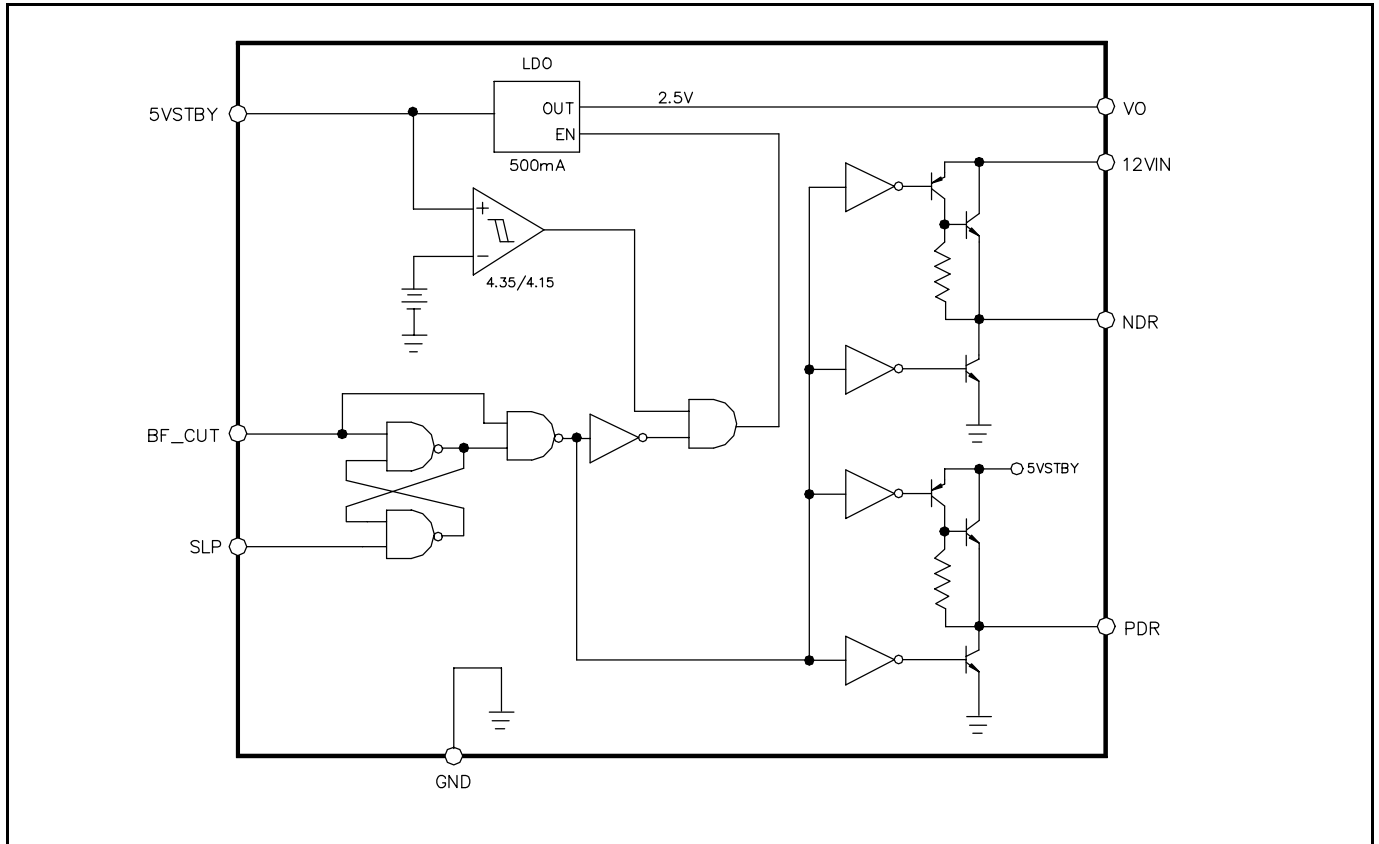 LDO
5VSTBY
OUT
2.5V
VO
EN
500mA
12VIN
+
−
4.35/4.15
NDR
BF_CUT
5VSTBY
SLP
PDR
GND